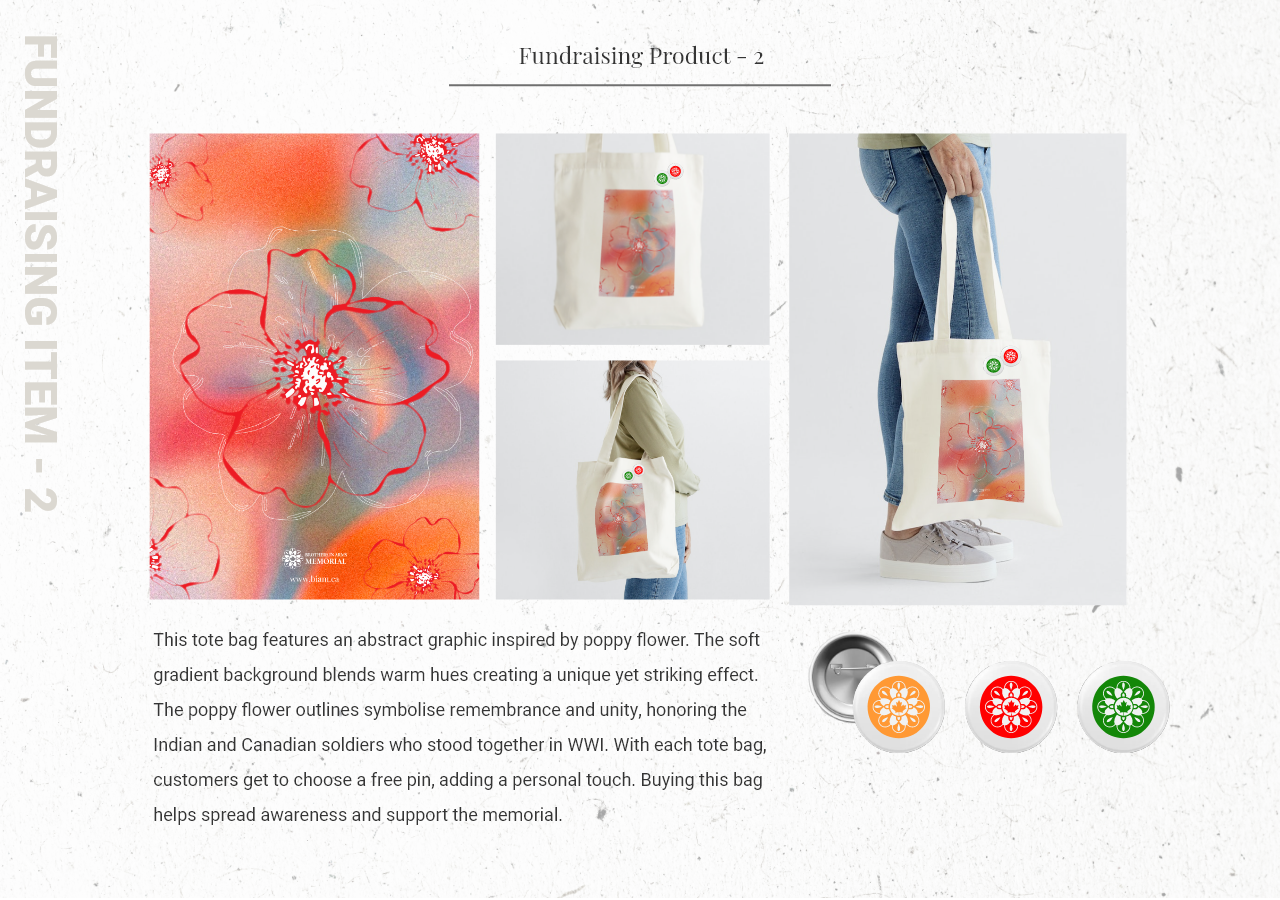 FUNDRAISING ITEM - 2
Fundraising Product - 2
BROTHERS IN ARMS
MEMORIAL
www.biam.ca
This tote bag features an abstract graphic inspired by poppy flower. The soft
gradient background blends warm hues creating a unique yet striking effect.
The poppy flower outlines symbolise remembrance and unity, honoring the
Indian and Canadian soldiers who stood together in WWI. With each tote bag,
customers get to choose a free pin, adding a personal touch. Buying this bag
helps spread awareness and support the memorial.